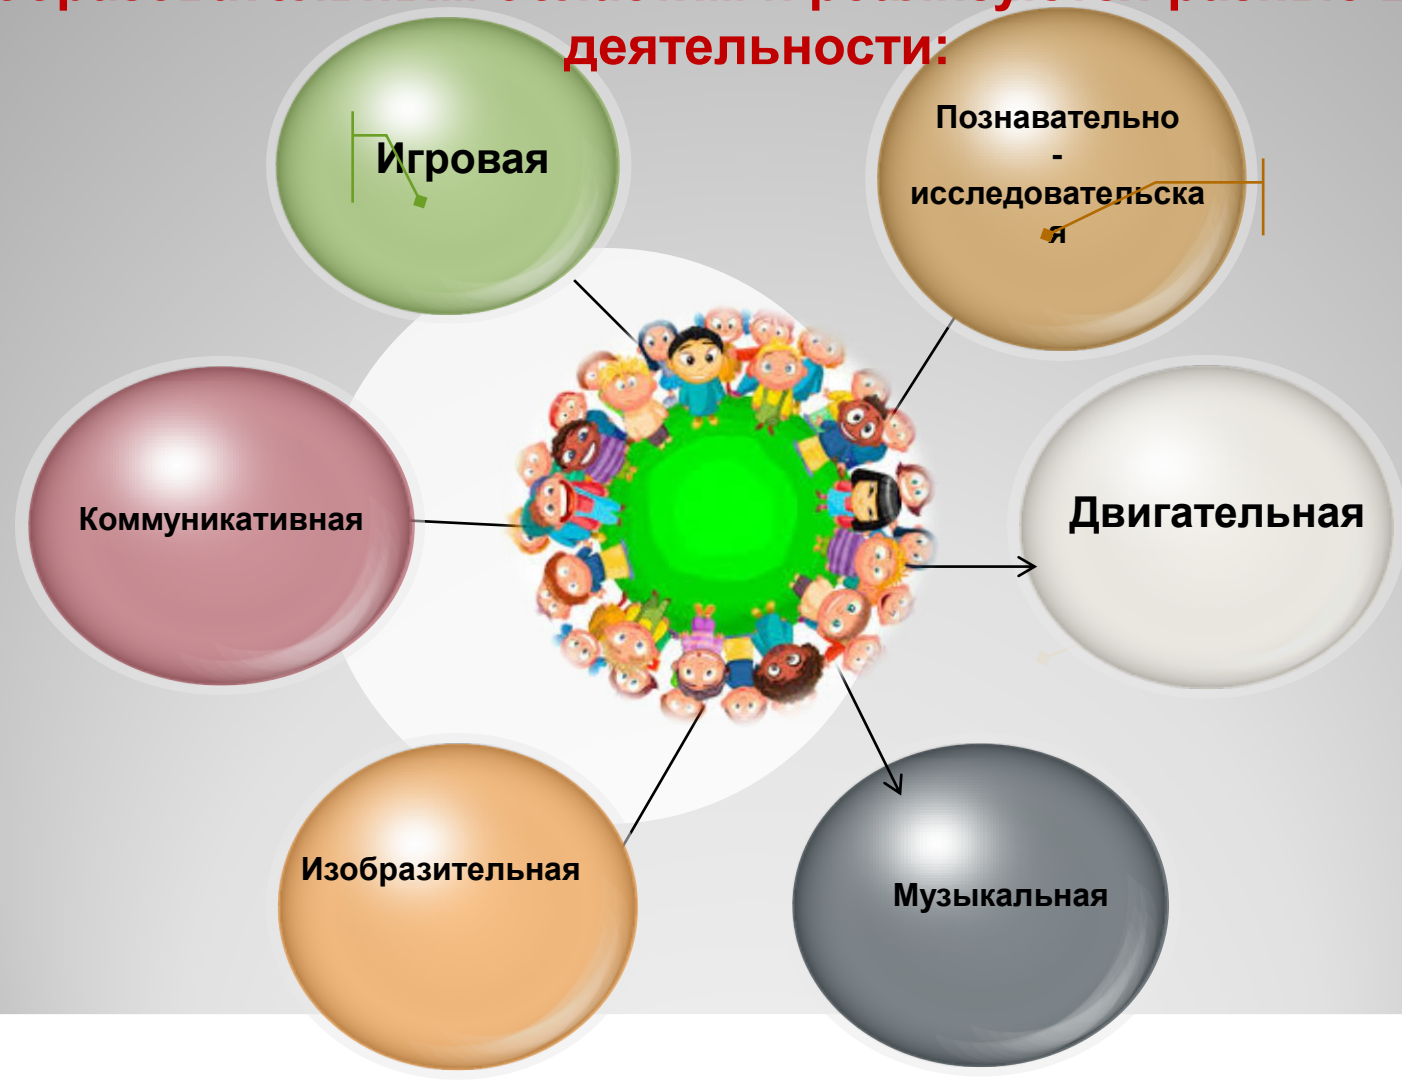 деятельности:
Игровая
Познавательно
-
исследовательска
я
Коммуникативная
Двигательная
Изобразительная
Музыкальная